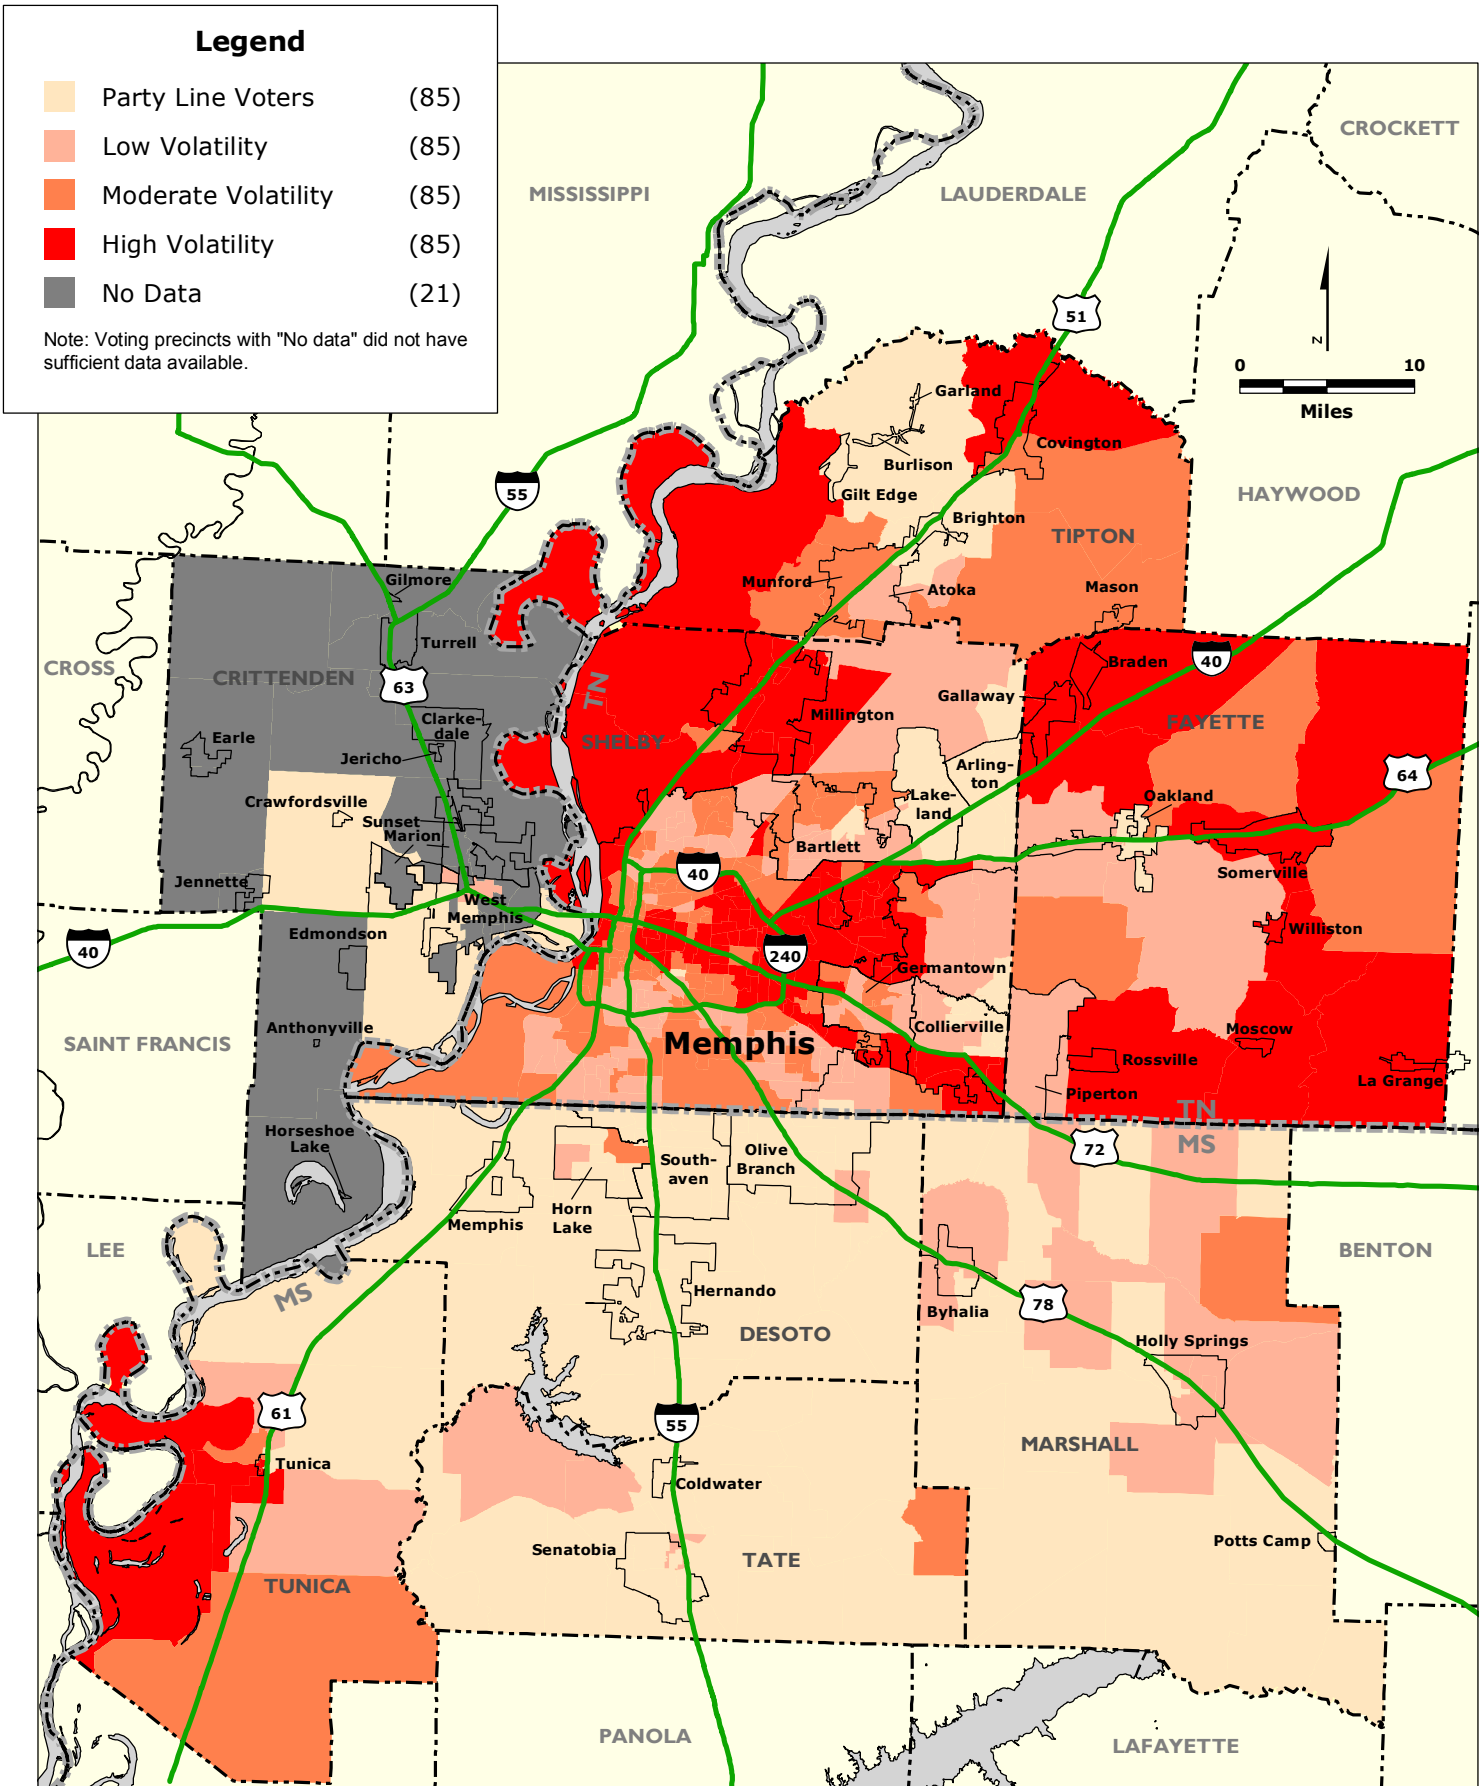 Legend
Party Line Voters (85)
Low Volatility (85)
Moderate Volatility (85)
High Volatility (85)
No Data (21)
Note: Voting precincts with "No data" did not have
sufficient data available.
CROCKETT
MISSISSIPPI
LAUDERDALE
51
N
0 10
Miles
Garland
Covington
Burlison
Gilt Edge
HAYWOOD
55
Brighton
TIPTON
Munford
Atoka
Mason
Gilmore
Turrell
CROSS
CRITTENDEN
63
TN
Braden
40
Gallaway
Millington
FAYETTE
SHELBY
Clarke-
dale
Earle
Jericho
Arling-
ton
64
Crawfordsville
Lake-
land
Oakland
Sunset
Marion
Bartlett
40
Jennette
Somerville
West
Memphis
Edmondson
Williston
40
240
Germantown
Anthonyville
Collierville
Moscow
SAINT FRANCIS
Memphis
Rossville
La Grange
Piperton
TN
MS
72
Horseshoe
Lake
South-
aven
Olive
Branch
Memphis
Horn
Lake
LEE
BENTON
MS
Hernando
Byhalia
78
DESOTO
Holly Springs
61
55
MARSHALL
Tunica
Coldwater
Senatobia
TATE
Potts Camp
TUNICA
PANOLA
LAFAYETTE